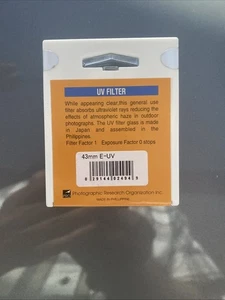 UV FILTER
While appearing clear,this general use
filter absorbs ultraviolet rays reducing the
effects of atmospheric haze in outdoor
photographs. The UV filter glass is made
in Japan and assembled in the
Philippines.
Filter Factor 1 Exposure Factor 0 stops
43mm E-UV
Photographic Research Organization Inc.
MADE IN PHILIPPINES